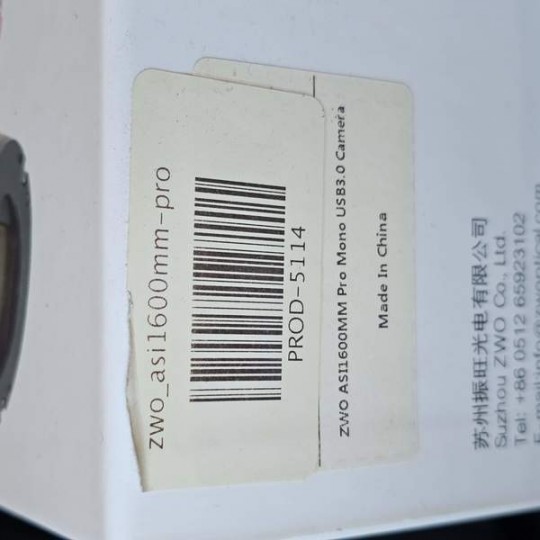 zwo_asi1600mm-pro
PROD-5114
ZWO ASI1600MM Pro Mono USB3.0 Camera
Made In China
苏州振旺光电有限公司
Suzhou ZWO Co., Ltd.
Tel: +86 0512 65923102